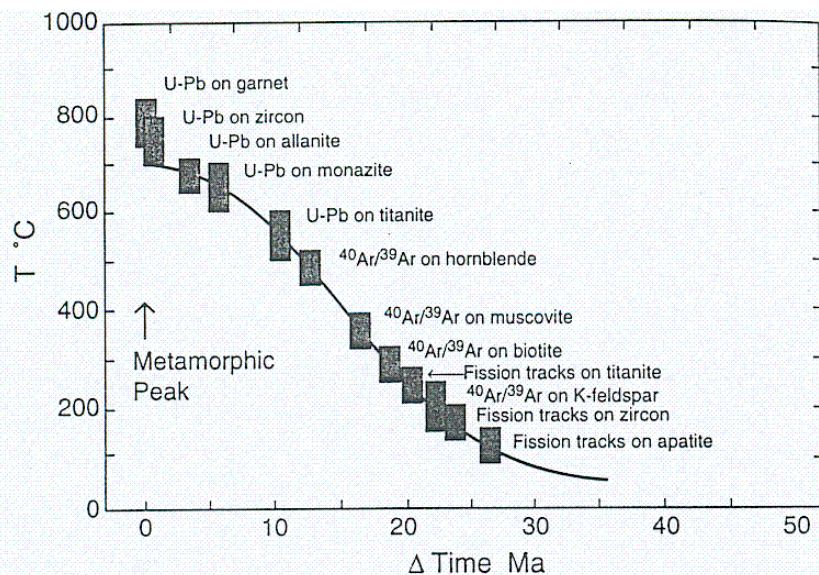 1000
800
600
400
200
0
T °C
U-Pb on garnet
U-Pb on zircon
U-Pb on allanite
U-Pb on monazite
U-Pb on titanite
⁴⁰Ar/³⁹Ar on hornblende
⁴⁰Ar/³⁹Ar on muscovite
⁴⁰Ar/³⁹Ar on biotite
Fission tracks on titanite
⁴⁰Ar/³⁹Ar on K-feldspar
Fission tracks on zircon
Fission tracks on apatite
Metamorphic
Peak
0 10 20 30 40 50
Δ Time Ma